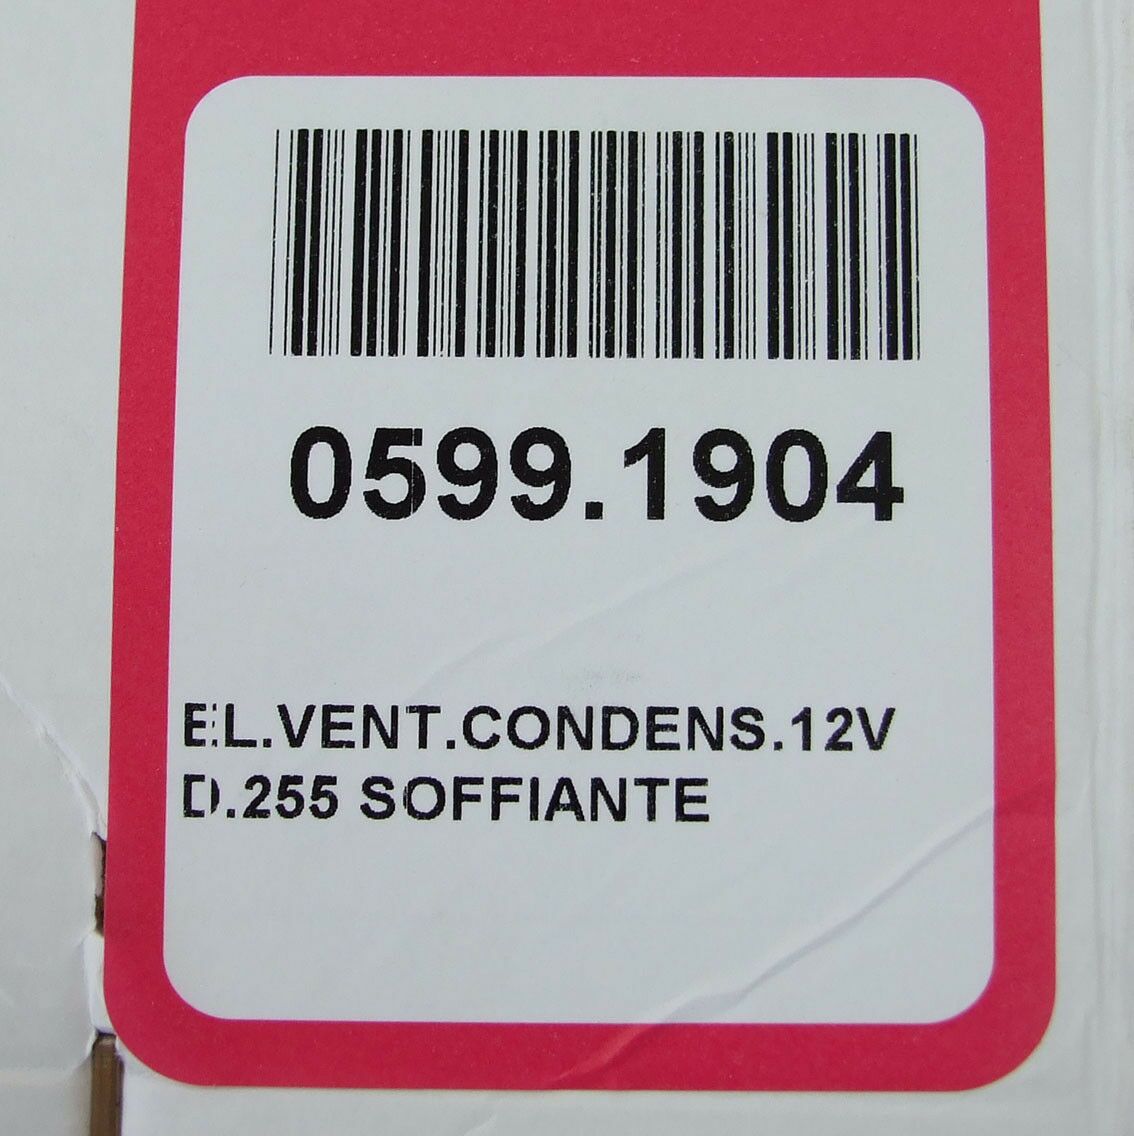 0599.1904
EL.VENT.CONDENS.12V
D.255 SOFFIANTE